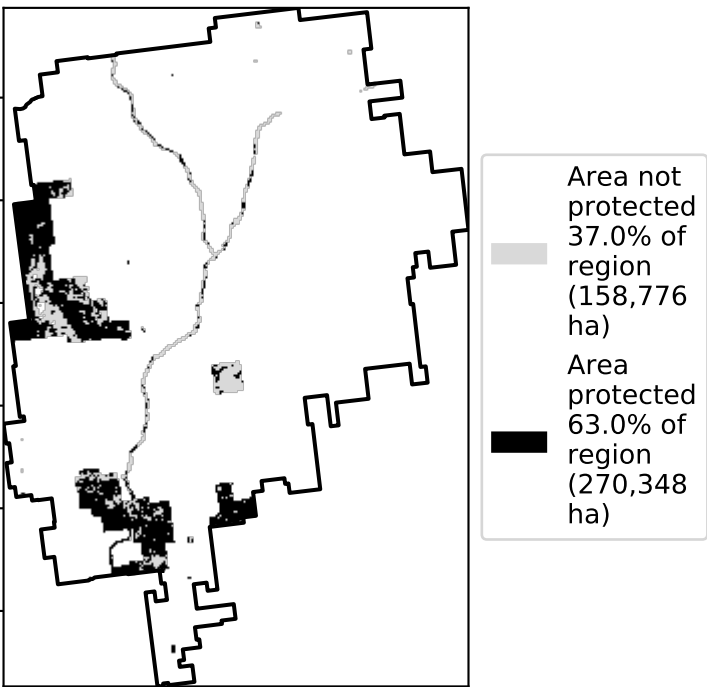 Area not
protected
37.0% of
region
(158,776
ha)
Area
protected
63.0% of
region
(270,348
ha)